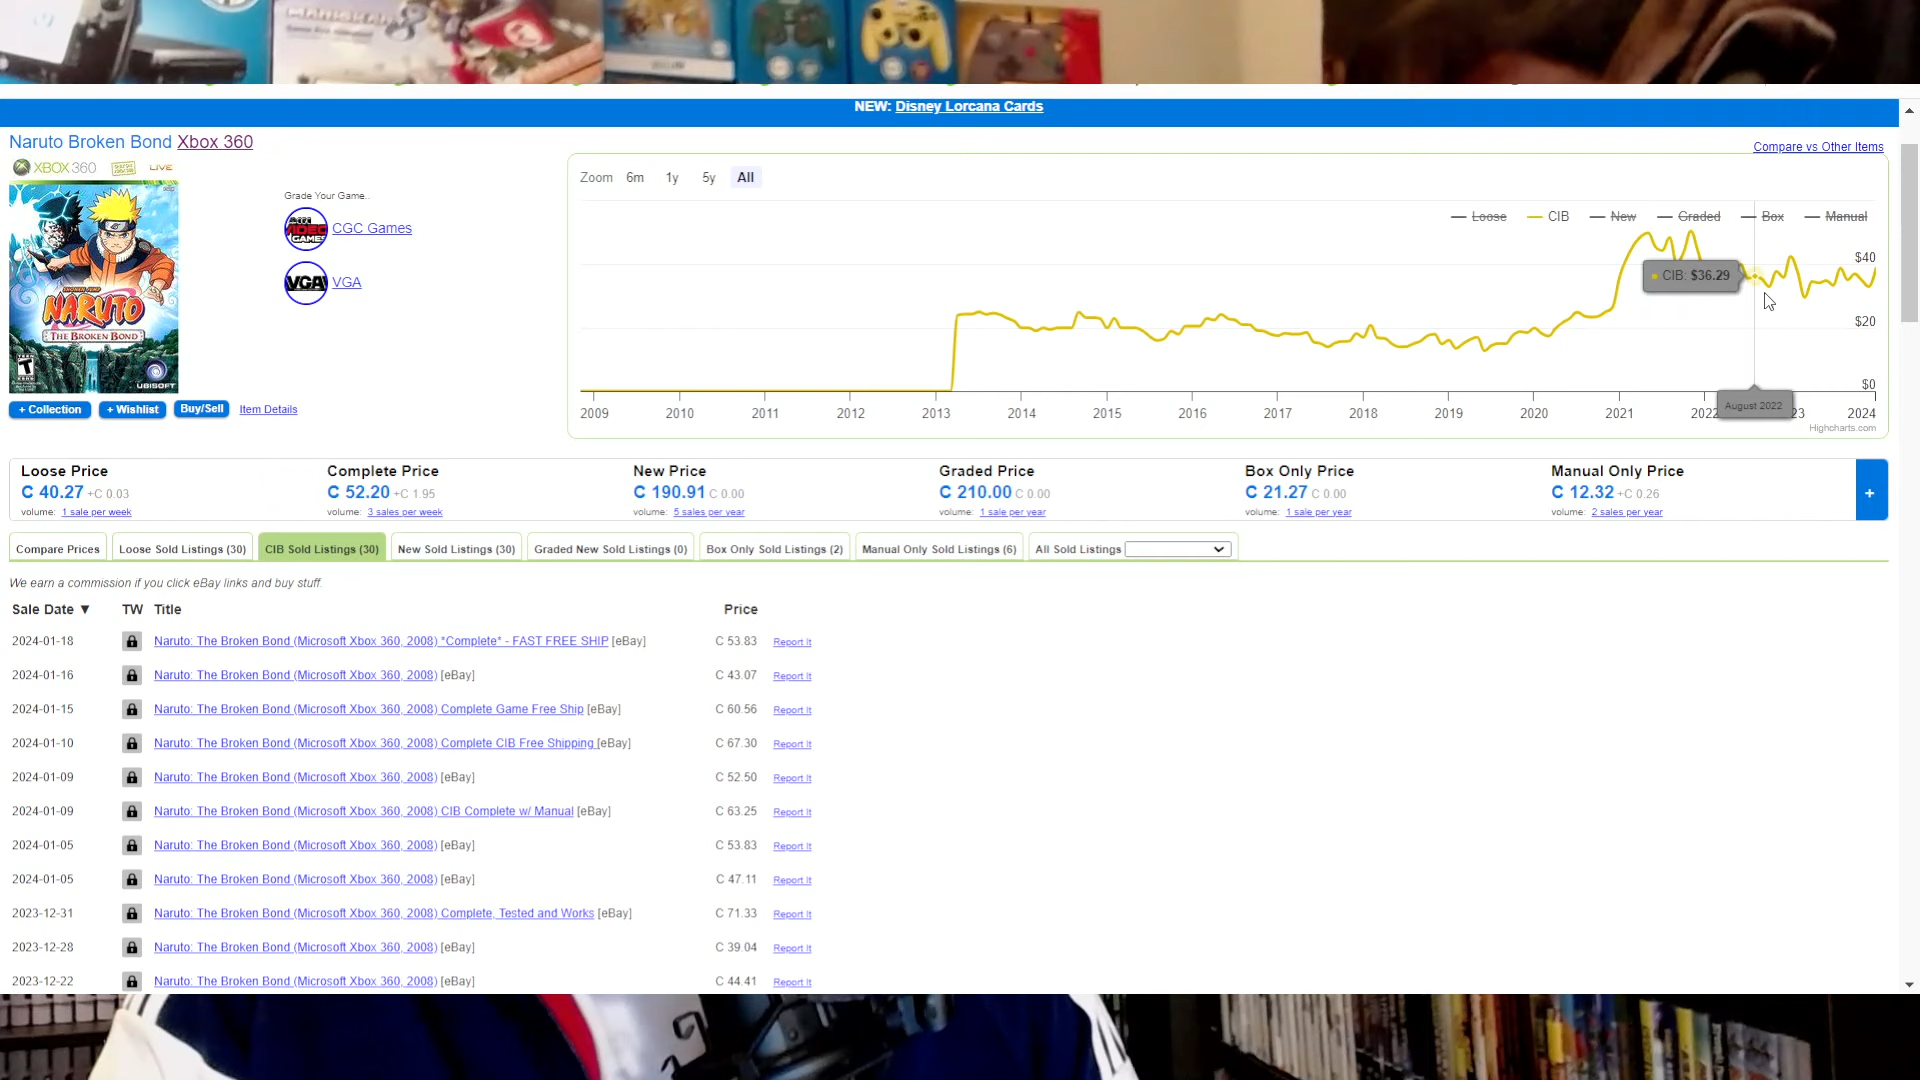 NEW: Disney Lorcana Cards
Naruto Broken Bond Xbox 360
Compare vs Other Items
XBOX 360 LIVE
Grade Your Game..
CGC Games
VGA VGA
SHONEN JUMP
NARUTO
THE BROKEN BOND
T
UBISOFT
+ Collection + Wishlist Buy/Sell Item Details
Zoom 6m 1y 5y All
Loose CIB New Graded Box Manual
$40
CIB: $36.29
$20
$0
August 2022
2009 2010 2011 2012 2013 2014 2015 2016 2017 2018 2019 2020 2021 2022 23 2024
Highcharts.com
Loose Price Complete Price New Price Graded Price Box Only Price Manual Only Price
C 40.27 +C 0.03 C 52.20 +C 1.95 C 190.91 C 0.00 C 210.00 C 0.00 C 21.27 C 0.00 C 12.32 +C 0.26 +
volume: 1 sale per week volume: 3 sales per week volume: 5 sales per year volume: 1 sale per year volume: 1 sale per year volume: 2 sales per year
Compare Prices Loose Sold Listings (30) CIB Sold Listings (30) New Sold Listings (30) Graded New Sold Listings (0) Box Only Sold Listings (2) Manual Only Sold Listings (6) All Sold Listings
We earn a commission if you click eBay links and buy stuff.
Sale Date ▼ TW Title Price
2024-01-18 Naruto: The Broken Bond (Microsoft Xbox 360, 2008) *Complete* - FAST FREE SHIP [eBay] C 53.83 Report It
2024-01-16 Naruto: The Broken Bond (Microsoft Xbox 360, 2008) [eBay] C 43.07 Report It
2024-01-15 Naruto: The Broken Bond (Microsoft Xbox 360, 2008) Complete Game Free Ship [eBay] C 60.56 Report It
2024-01-10 Naruto: The Broken Bond (Microsoft Xbox 360, 2008) Complete CIB Free Shipping [eBay] C 67.30 Report It
2024-01-09 Naruto: The Broken Bond (Microsoft Xbox 360, 2008) [eBay] C 52.50 Report It
2024-01-09 Naruto: The Broken Bond (Microsoft Xbox 360, 2008) CIB Complete w/ Manual [eBay] C 63.25 Report It
2024-01-05 Naruto: The Broken Bond (Microsoft Xbox 360, 2008) [eBay] C 53.83 Report It
2024-01-05 Naruto: The Broken Bond (Microsoft Xbox 360, 2008) [eBay] C 47.11 Report It
2023-12-31 Naruto: The Broken Bond (Microsoft Xbox 360, 2008) Complete, Tested and Works [eBay] C 71.33 Report It
2023-12-28 Naruto: The Broken Bond (Microsoft Xbox 360, 2008) [eBay] C 39.04 Report It
2023-12-22 Naruto: The Broken Bond (Microsoft Xbox 360, 2008) [eBay] C 44.41 Report It